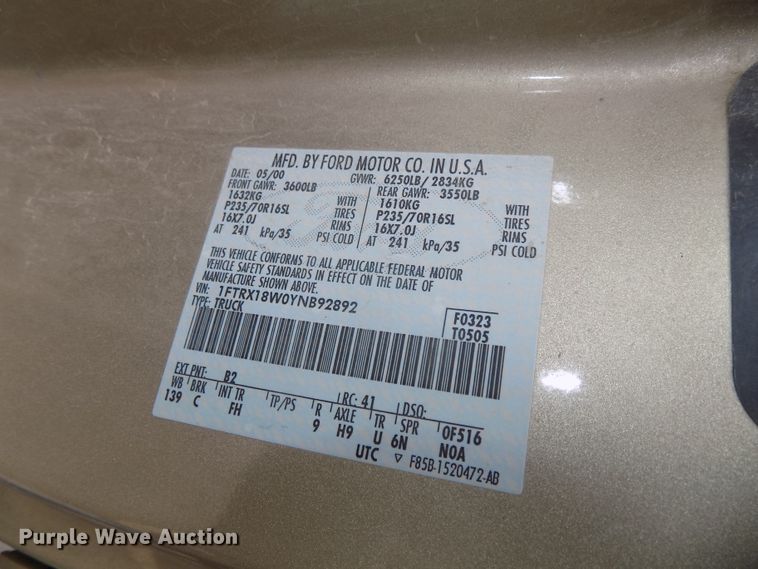 MFD. BY FORD MOTOR CO. IN U.S.A.
DATE: 05/00 GVWR: 6250LB/ 2834KG
FRONT GAWR: 3600LB REAR GAWR: 3550LB
1632KG WITH 1610KG WITH
P235/70R16SL TIRES P235/70R16SL TIRES
16X7.0J RIMS 16X7.0J RIMS
AT 241 kPa/35 PSI COLD AT 241 kPa/35 PSI COLD
THIS VEHICLE CONFORMS TO ALL APPLICABLE FEDERAL MOTOR
VEHICLE SAFETY STANDARDS IN EFFECT ON THE DATE OF
MANUFACTURE SHOWN ABOVE.
VIN: 1FTRX18W0YNB92892 F0323
TYPE: TRUCK T0505
EXT PNT: B2 RC: 41 DSO:
WB BRK INT TR TP/PS R AXLE TR SPR 0F516
139 C FH 9 H9 U 6N NOA
UTC ▽ F85B-1520472-AB
Purple Wave Auction